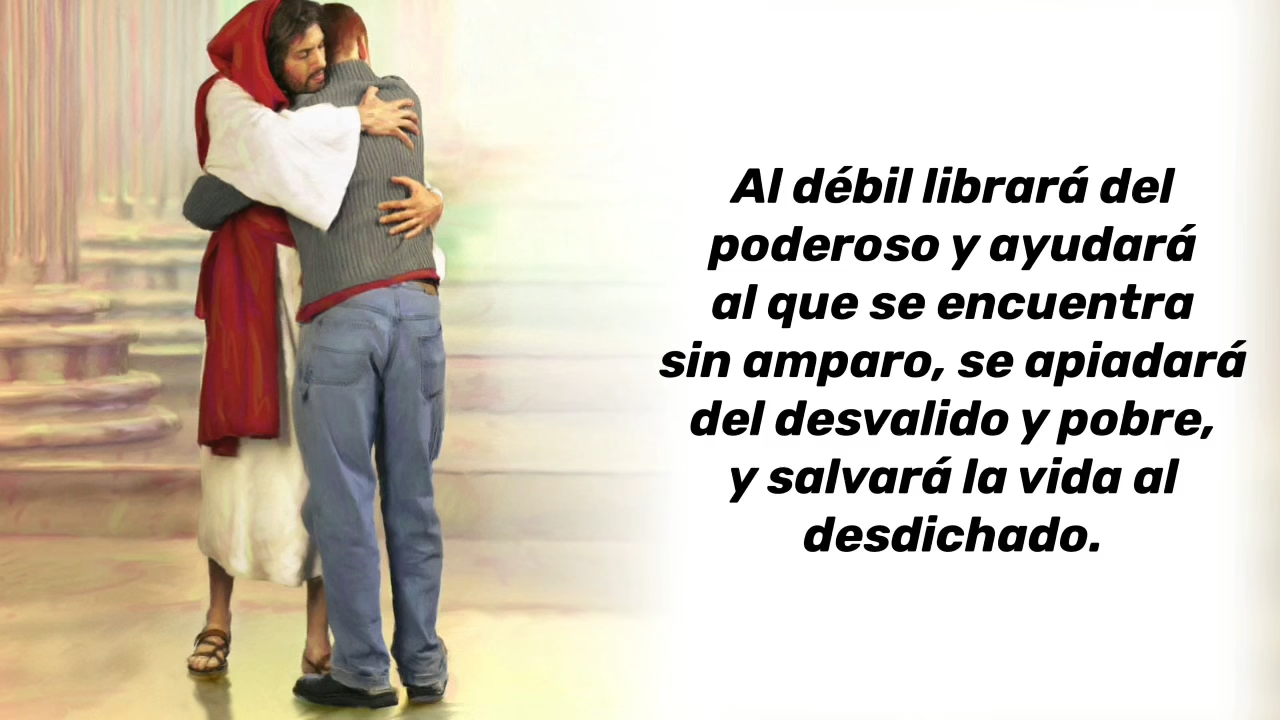 Al débil librará del
poderoso y ayudará
al que se encuentra
sin amparo, se apiadará
del desvalido y pobre,
y salvará la vida al
desdichado.